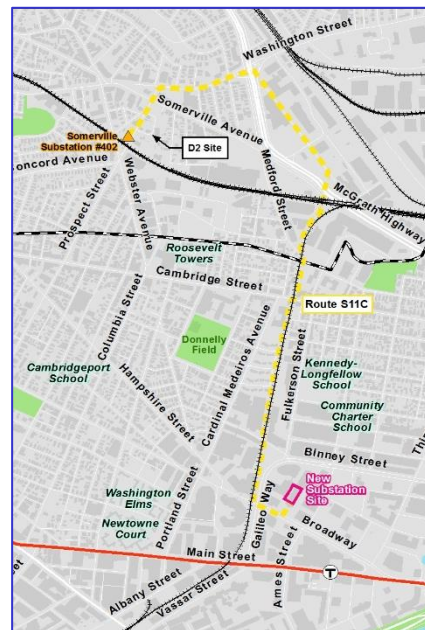 Washington Street
Somerville Avenue
Somerville
Substation #402
D2 Site
Medford Street
McGrath Highway
oncord Avenue
Prospect Street
Webster Avenue
Roosevelt
Towers
Cambridge Street
Route S11C
Columbia Street
Donnelly
Field
Cardinal Medeiros Avenue
Fulkerson Street
Cambridgeport
School
Hampshire Street
Kennedy-
Longfellow
School
Community
Charter
School
Binney Street
Thi
New
Substation
Site
Galileo Way
Washington
Elms
Newtowne
Court
Portland Street
Broadway
Main Street
Ames Street
T
Albany Street
Vassar Street